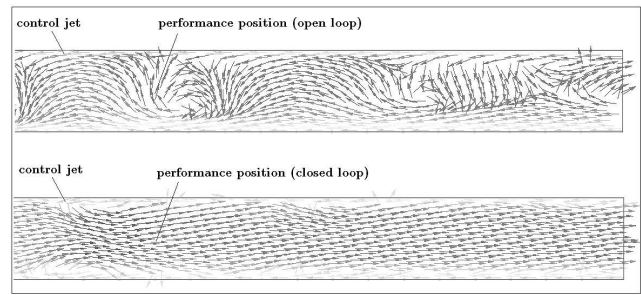 control jet
performance position (open loop)
control jet
performance position (closed loop)